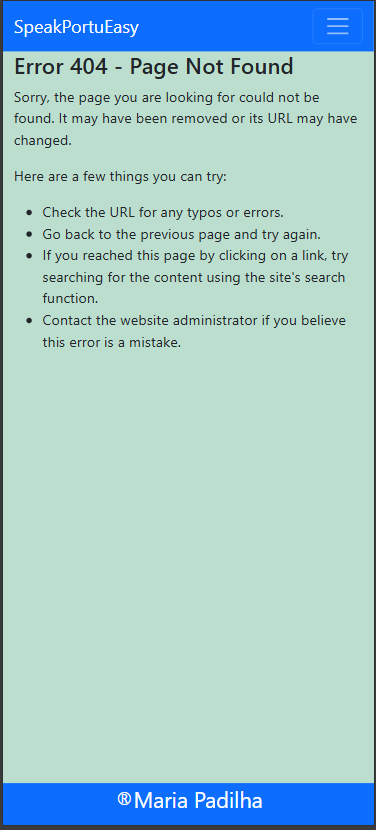 SpeakPortuEasy
Error 404 - Page Not Found
Sorry, the page you are looking for could not be
found. It may have been removed or its URL may have
changed.
Here are a few things you can try:
• Check the URL for any typos or errors.
• Go back to the previous page and try again.
• If you reached this page by clicking on a link, try
searching for the content using the site's search
function.
• Contact the website administrator if you believe
this error is a mistake.
®Maria Padilha